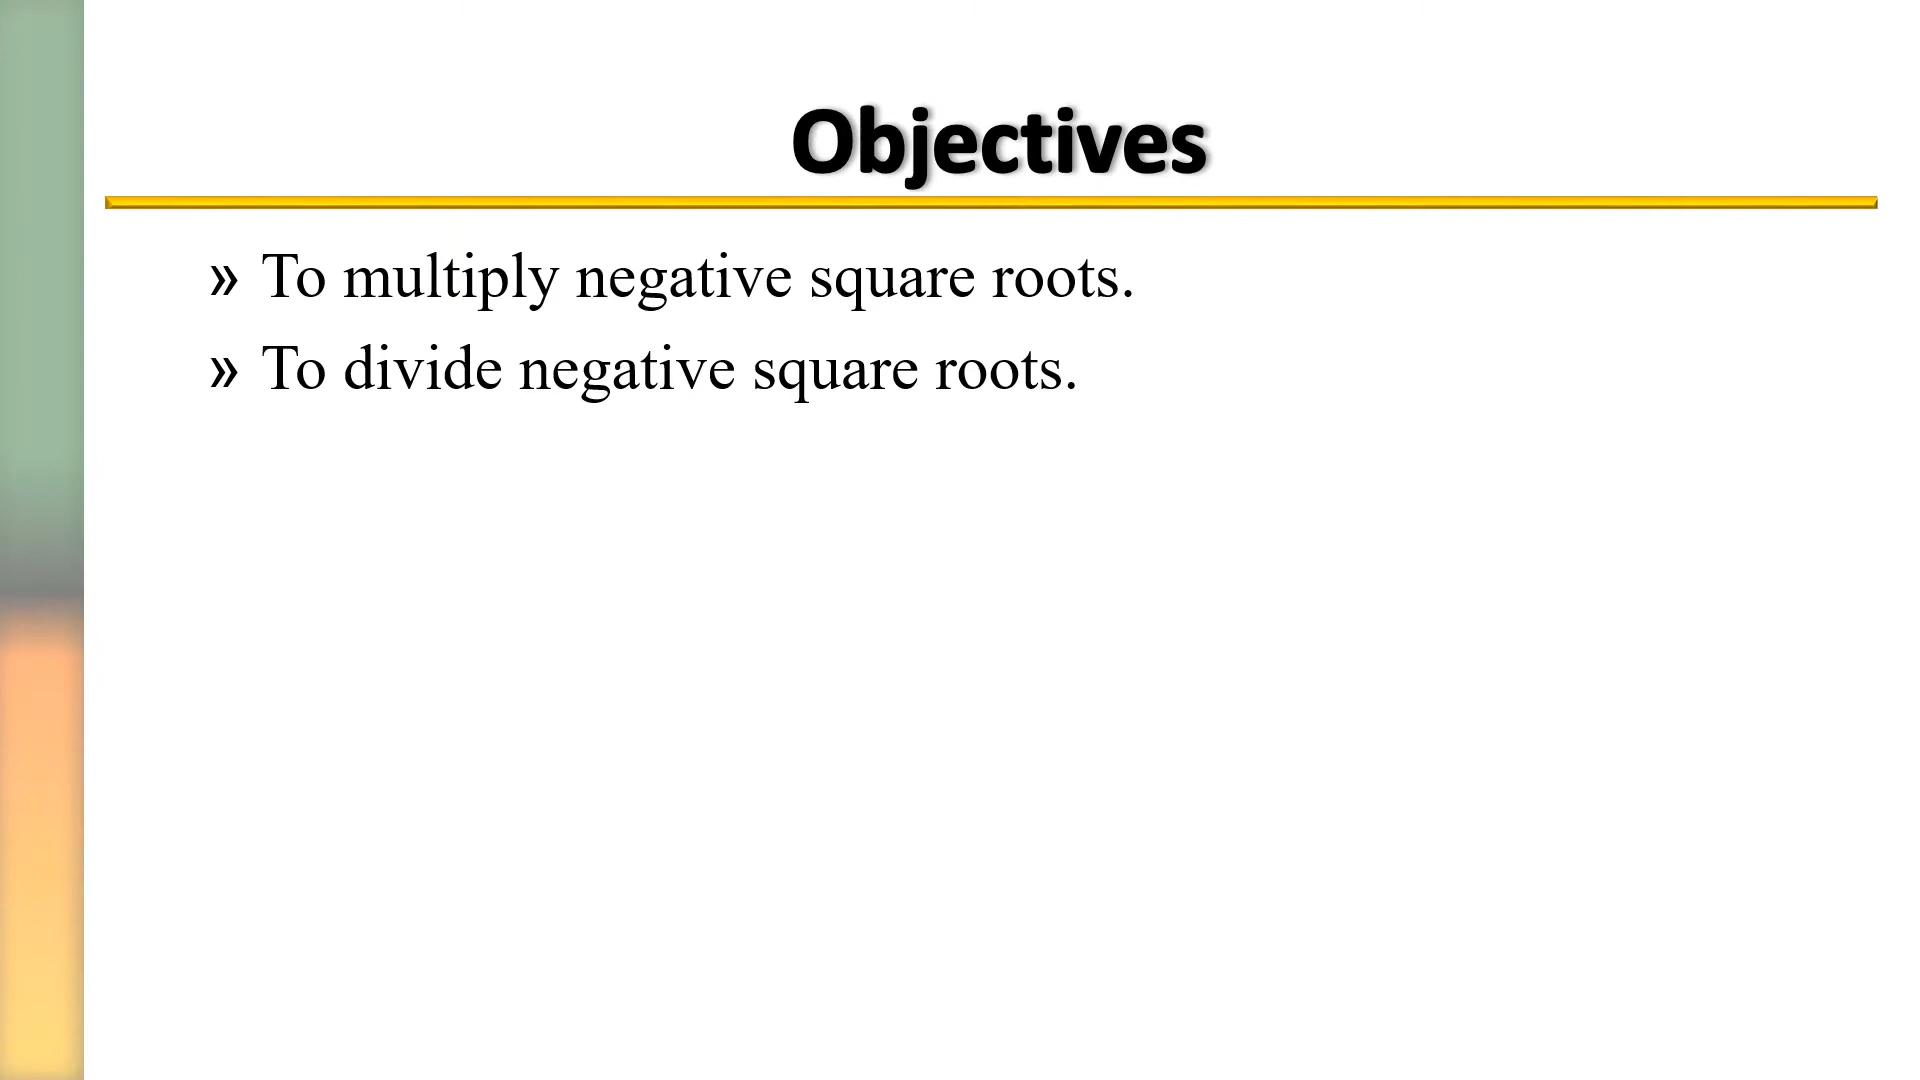 Objectives
» To multiply negative square roots.
» To divide negative square roots.